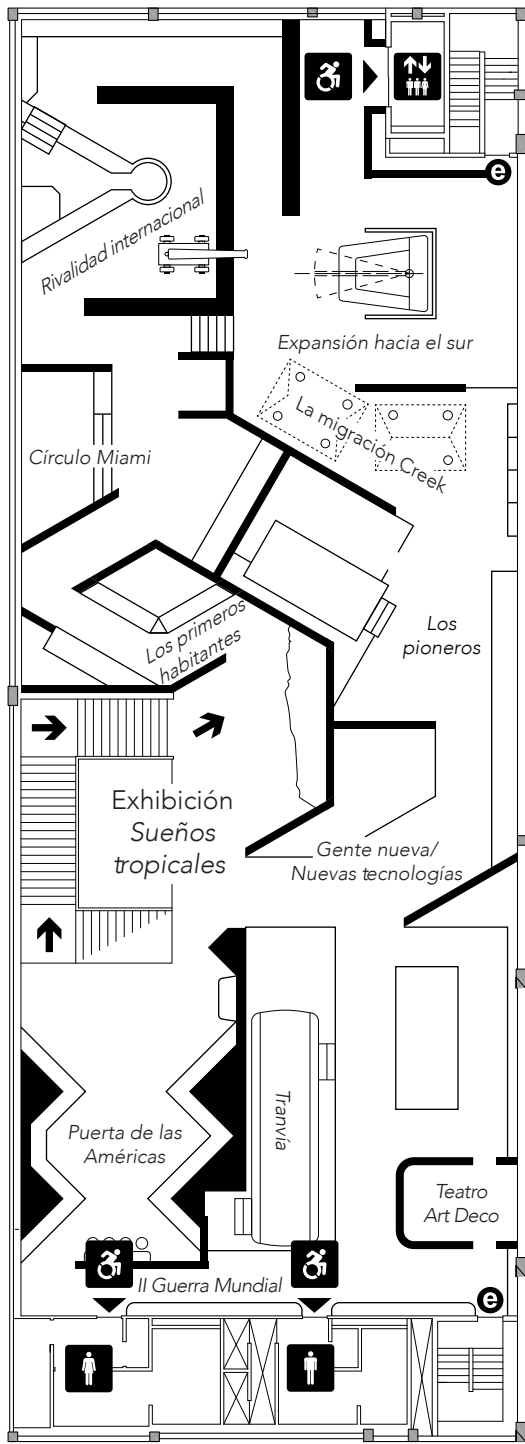 e
Rivalidad internacional
Expansión hacia el sur
La migración Creek
Círculo Miami
Los primeros
habitantes
Los
pioneros
Exhibición
Sueños
tropicales
Gente nueva/
Nuevas tecnologías
Tranvía
Puerta de las
Américas
Teatro
Art Deco
II Guerra Mundial
e